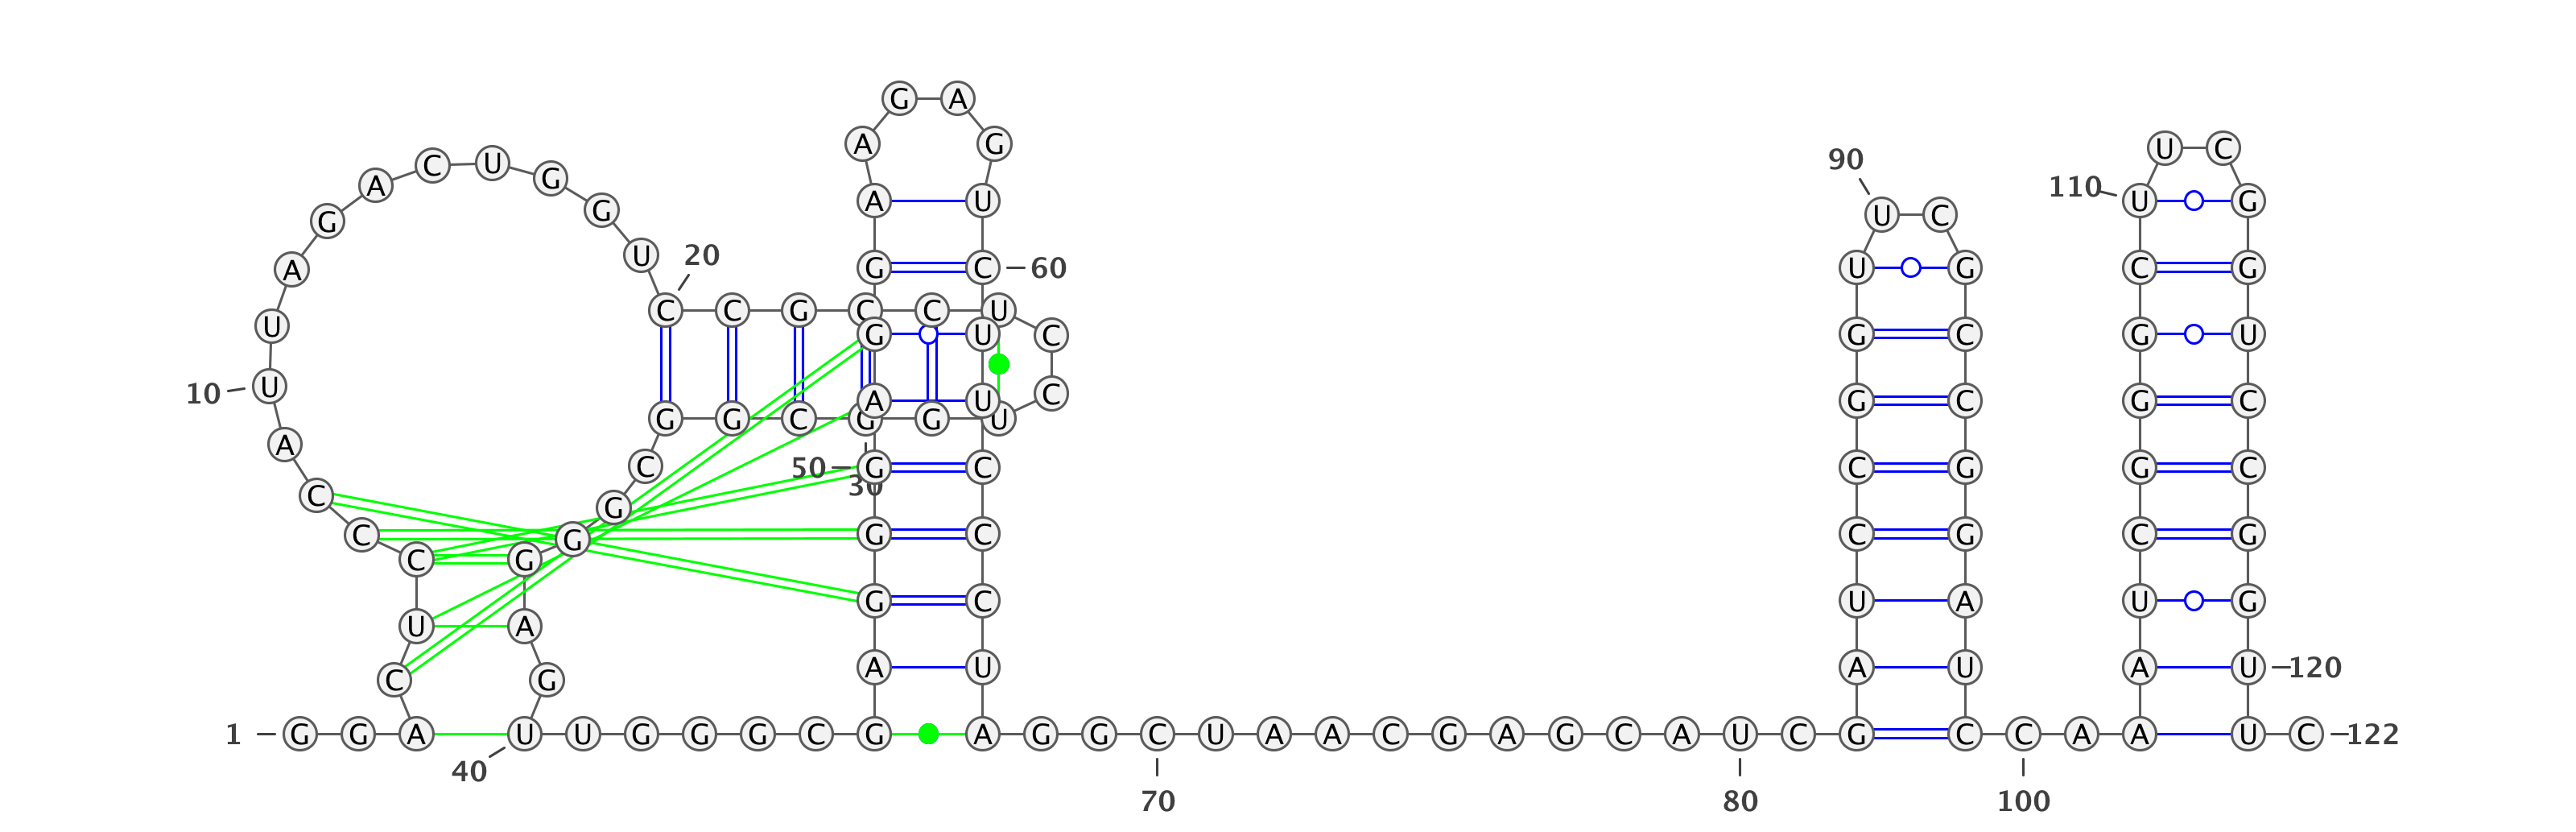 1
G G A C U C C C A U
10
U A G A C U G G U C
20
C G C C U C C U G G
30
C G G C G G G A G U
40
U G G G C G A G G G
50
A G G A A G A G U C
60
U U C C C U A G G C
70
U A A C G A G C A U
80
C G A U C C G G U U
90
C G C C G G A U C C
100
A A A U C G G G C U
110
U C G G U C C G G U
120
U C
122